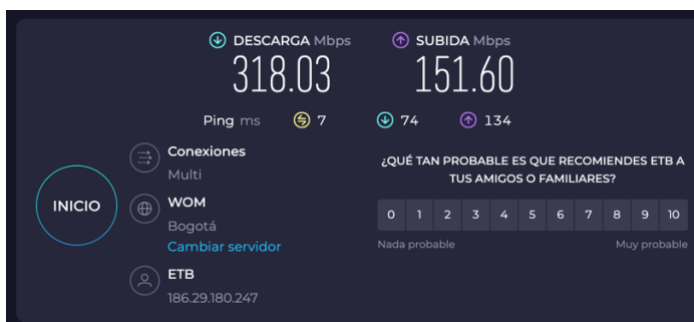 DESCARGA Mbps
318.03
SUBIDA Mbps
151.60
Ping ms 7 74 134
INICIO
Conexiones
Multi
WOM
Bogotá
Cambiar servidor
ETB
186.29.180.247
¿QUÉ TAN PROBABLE ES QUE RECOMIENDES ETB A
TUS AMIGOS O FAMILIARES?
0 1 2 3 4 5 6 7 8 9 10
Nada probable Muy probable